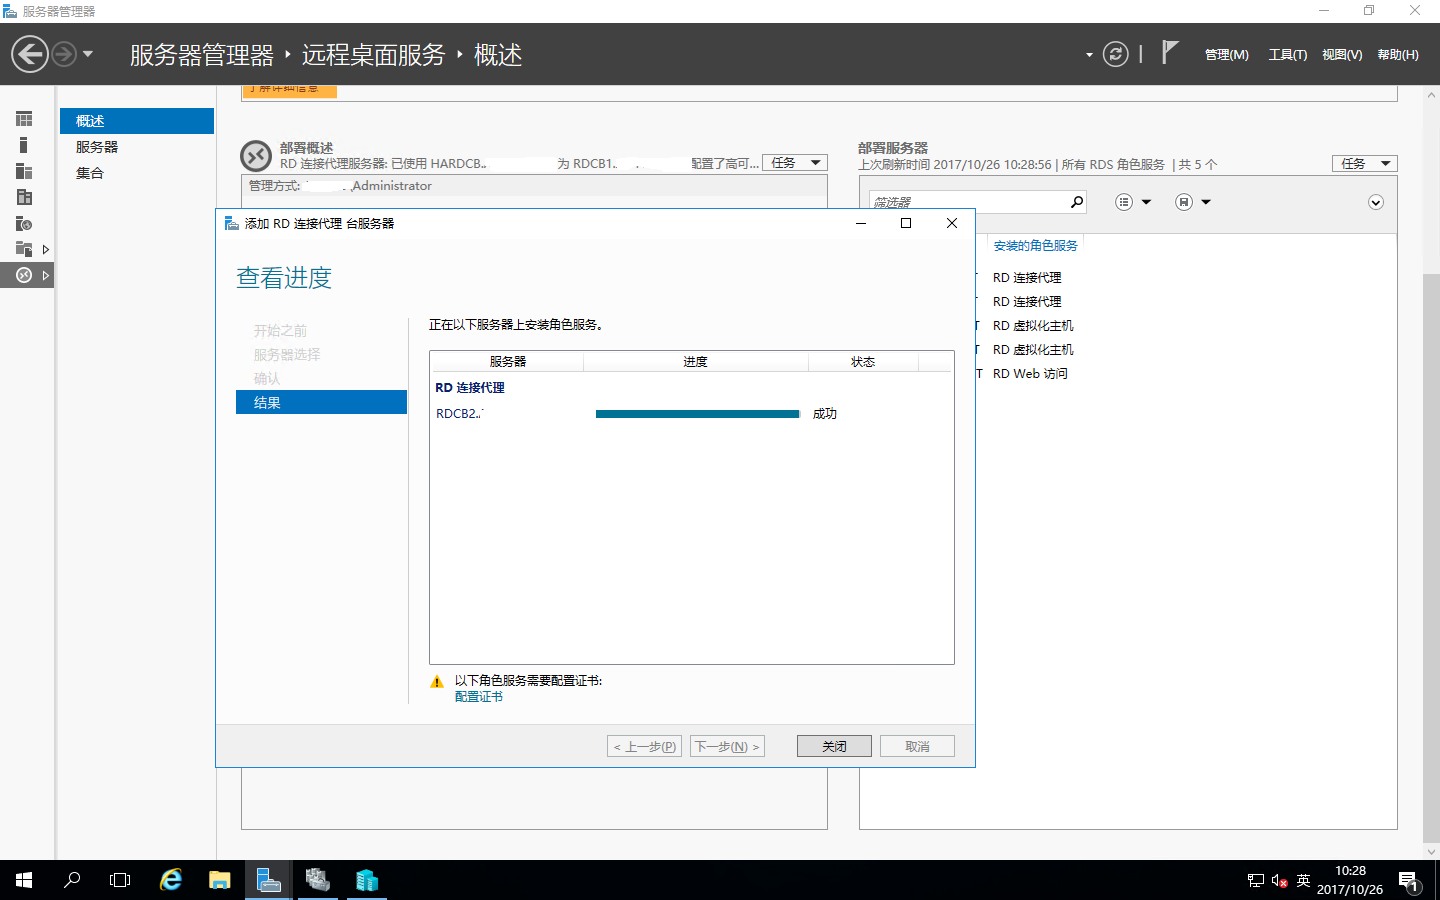 服务器管理器
服务器管理器 · 远程桌面服务 · 概述
管理(M) 工具(T) 视图(V) 帮助(H)
概述
服务器
集合
了解详细信息
部署概述
RD 连接代理服务器: 已使用 HARDCB.. 为 RDCB1.. 配置了高可...
任务
管理方式: Administrator
部署服务器
上次刷新时间 2017/10/26 10:28:56 | 所有 RDS 角色服务 | 共 5 个
任务
筛选器
安装的角色服务
RD 连接代理
RD 连接代理
T RD 虚拟化主机
T RD 虚拟化主机
T RD Web 访问
添加 RD 连接代理 台服务器
查看进度
开始之前
服务器选择
确认
结果
正在以下服务器上安装角色服务。
服务器 进度 状态
RD 连接代理
RDCB2.. 成功
以下角色服务需要配置证书:
配置证书
< 上一步(P) 下一步(N) > 关闭 取消
英
10:28
2017/10/26
1